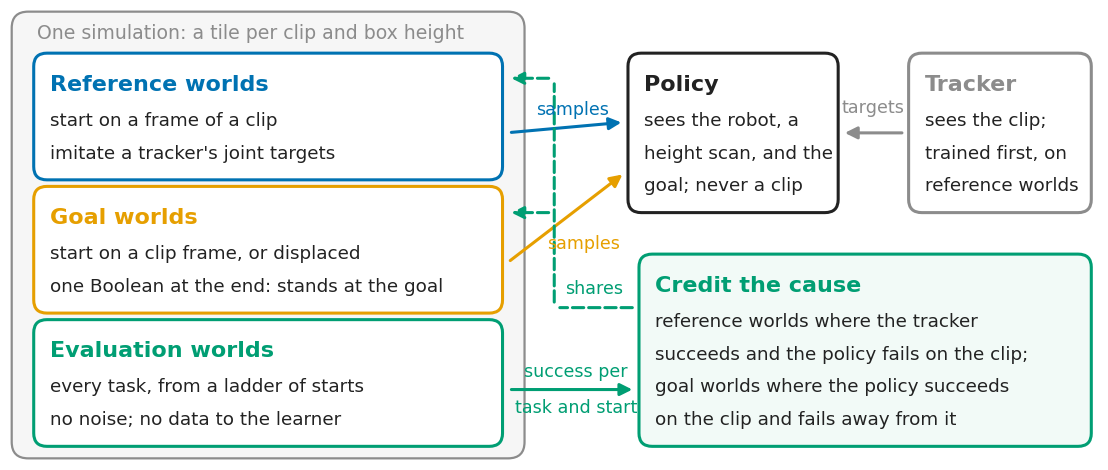 One simulation: a tile per clip and box height
Reference worlds
start on a frame of a clip
imitate a tracker's joint targets
Goal worlds
start on a clip frame, or displaced
one Boolean at the end: stands at the goal
Evaluation worlds
every task, from a ladder of starts
no noise; no data to the learner
samples
samples
shares
success per
task and start
Policy
sees the robot, a
height scan, and the
goal; never a clip
targets
Tracker
sees the clip;
trained first, on
reference worlds
Credit the cause
reference worlds where the tracker
succeeds and the policy fails on the clip;
goal worlds where the policy succeeds
on the clip and fails away from it